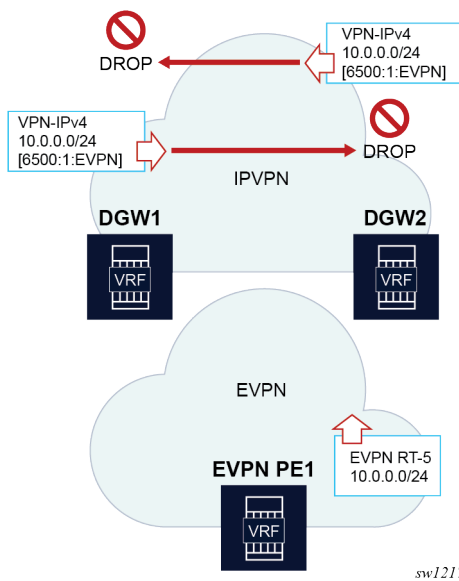 VPN-IPv4
10.0.0.0/24
[6500:1:EVPN]
DROP
VPN-IPv4
10.0.0.0/24
[6500:1:EVPN]
DROP
IPVPN
DGW1
DGW2
VRF
VRF
EVPN
EVPN RT-5
10.0.0.0/24
EVPN PE1
VRF